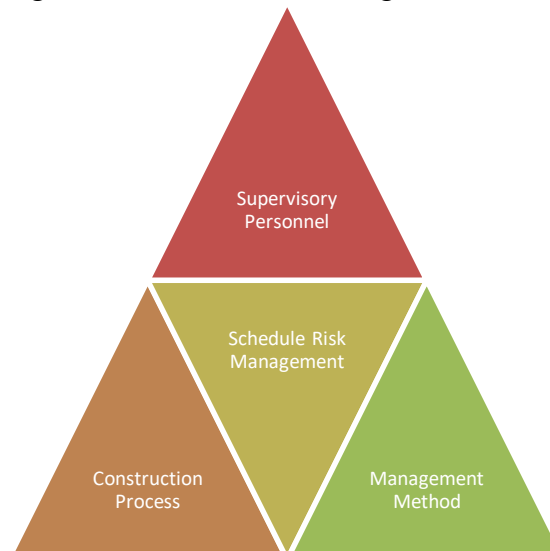 Supervisory
Personnel
Schedule Risk
Management
Construction
Process
Management
Method